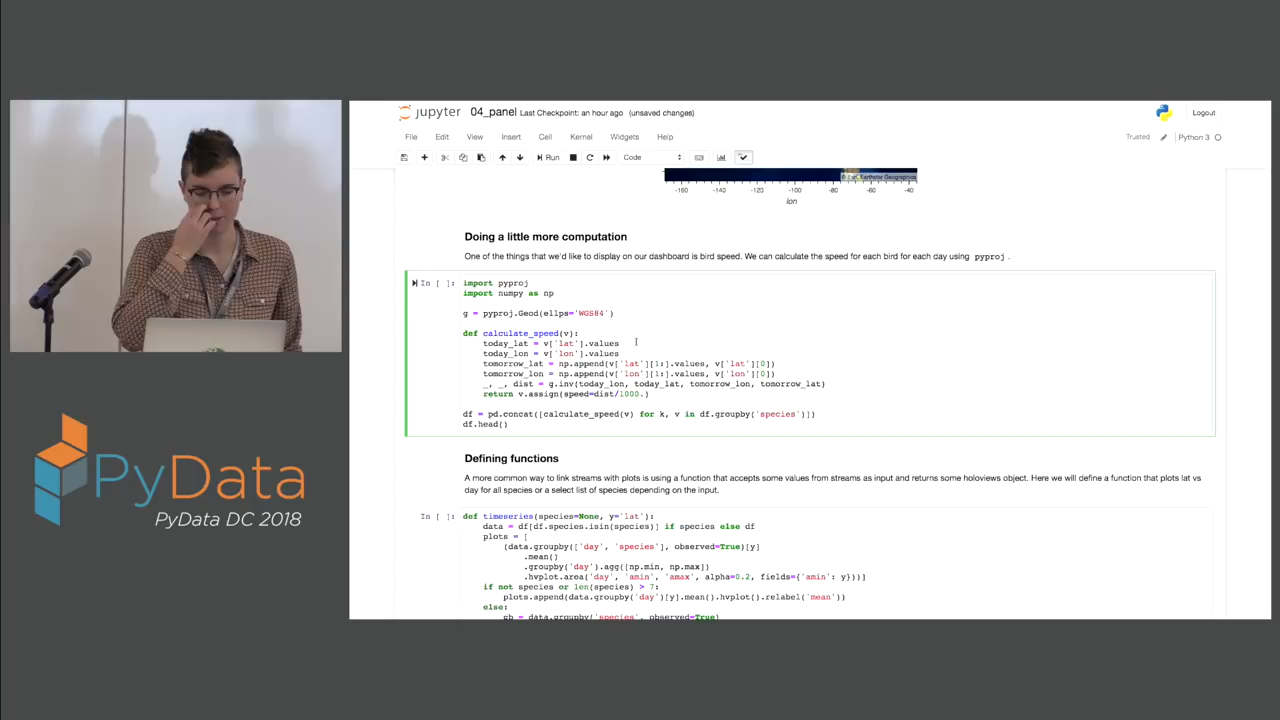 jupyter 04_panel Last Checkpoint: an hour ago (unsaved changes)
Logout
File Edit View Insert Cell Kernel Widgets Help
Trusted Python 3
Run Code
-160 -140 -120 -100 -80 -60 -40
lon
Doing a little more computation
One of the things that we'd like to display on our dashboard is bird speed. We can calculate the speed for each bird for each day using pyproj .
In [ ]:
import pyproj
import numpy as np
g = pyproj.Geod(ellps='WGS84')
def calculate_speed(v):
today_lat = v['lat'].values
today_lon = v['lon'].values
tomorrow_lat = np.append(v['lat'][1:].values, v['lat'][0])
tomorrow_lon = np.append(v['lon'][1:].values, v['lon'][0])
_, _, dist = g.inv(today_lon, today_lat, tomorrow_lon, tomorrow_lat)
return v.assign(speed=dist/1000.)
df = pd.concat([calculate_speed(v) for k, v in df.groupby('species')])
df.head()
Defining functions
A more common way to link streams with plots is using a function that accepts some values from streams as input and returns some holoviews object. Here we will define a function that plots lat vs
day for all species or a select list of species depending on the input.
In [ ]:
def timeseries(species=None, y='lat'):
data = df[df.species.isin(species)] if species else df
plots = [
(data.groupby(['day', 'species'], observed=True)[y]
.mean()
.groupby('day').agg([np.min, np.max])
.hvplot.area('day', 'amin', 'amax', alpha=0.2, fields={'amin': y}))]
if not species or len(species) > 7:
plots.append(data.groupby('day')[y].mean().hvplot().relabel('mean'))
else:
gb = data.groupby('species', observed=True)
PyData
PyData DC 2018